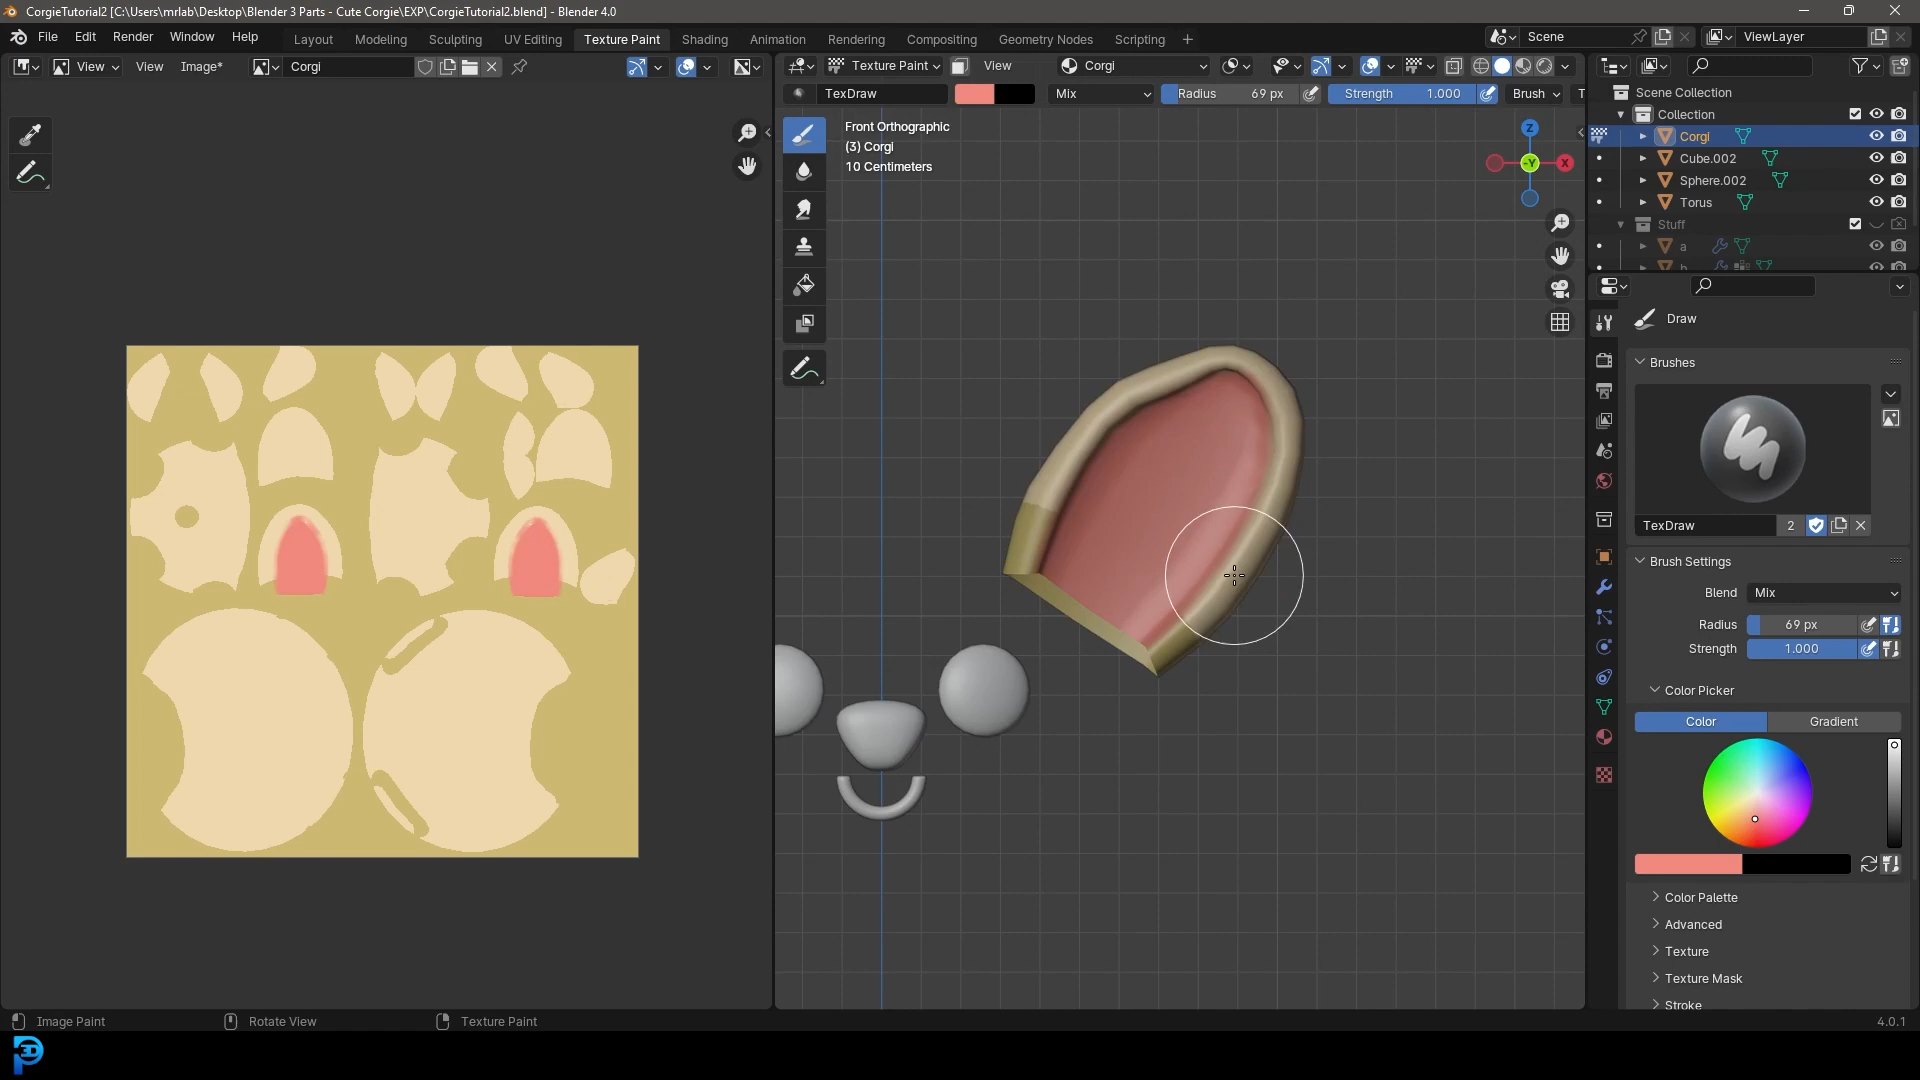 CorgieTutorial2 [C:\Users\mrlab\Desktop\Blender 3 Parts - Cute Corgie\EXP\CorgieTutorial2.blend] - Blender 4.0
File Edit Render Window Help Layout Modeling Sculpting UV Editing Texture Paint Shading Animation Rendering Compositing Geometry Nodes Scripting + Scene ViewLayer
View View Image* Corgi Texture Paint View Corgi
TexDraw Mix Radius 69 px Strength 1.000 Brush T
Scene Collection
Collection
Corgi
Cube.002
Sphere.002
Torus
Stuff
a
b
Front Orthographic
(3) Corgi
10 Centimeters
Z
-Y
X
Draw
Brushes
TexDraw 2
Brush Settings
Blend Mix
Radius 69 px
Strength 1.000
Color Picker
Color Gradient
Color Palette
Advanced
Texture
Texture Mask
Stroke
Image Paint Rotate View Texture Paint 4.0.1
3D